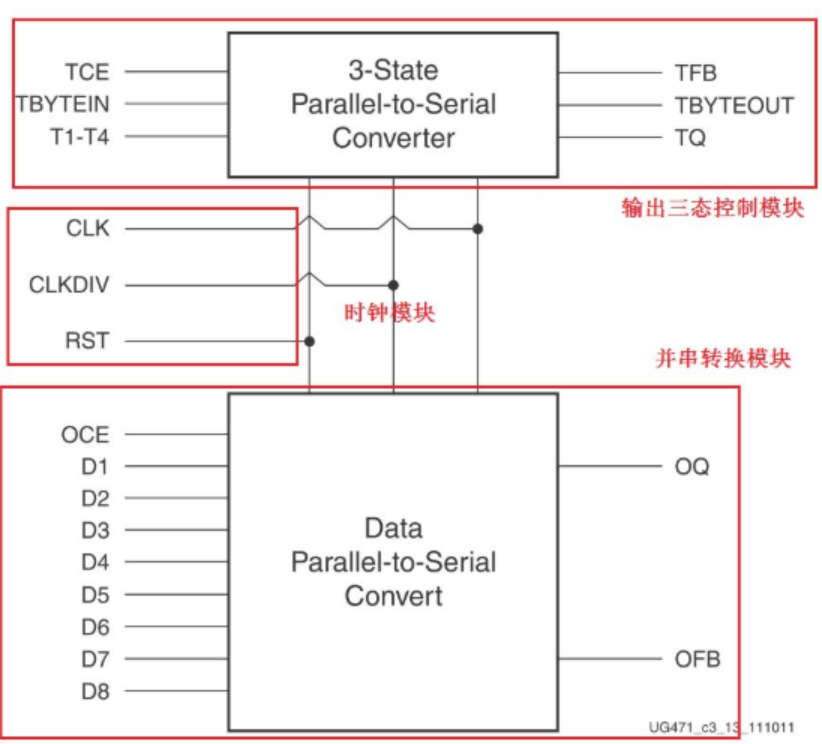 TCE
TBYTEIN
T1-T4
3-State
Parallel-to-Serial
Converter
TFB
TBYTEOUT
TQ
输出三态控制模块
CLK
CLKDIV
RST
时钟模块
并串转换模块
OCE
D1
D2
D3
D4
D5
D6
D7
D8
Data
Parallel-to-Serial
Convert
OQ
OFB
UG471_c3_13_111011